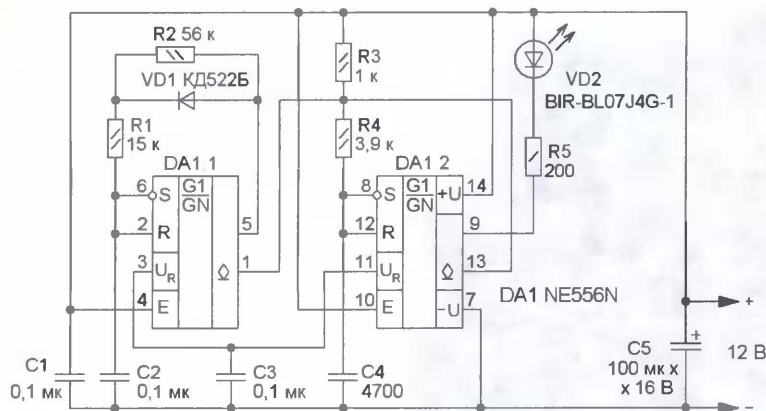 R2 56 к
VD1 КД522Б
R1
15 к
R3
1 к
R4
3,9 к
VD2
BIR-BL07J4G-1
R5
200
DA1.1
6
S
G1
GN
2
R
5
3
UR
1
4
E
DA1.2
8
S
G1
GN
+U
14
12
R
9
11
UR
13
10
E
-U
7
DA1 NE556N
C1
0,1 мк
C2
0,1 мк
C3
0,1 мк
C4
4700
C5
100 мк х
х 16 В
+
+
12 В
-